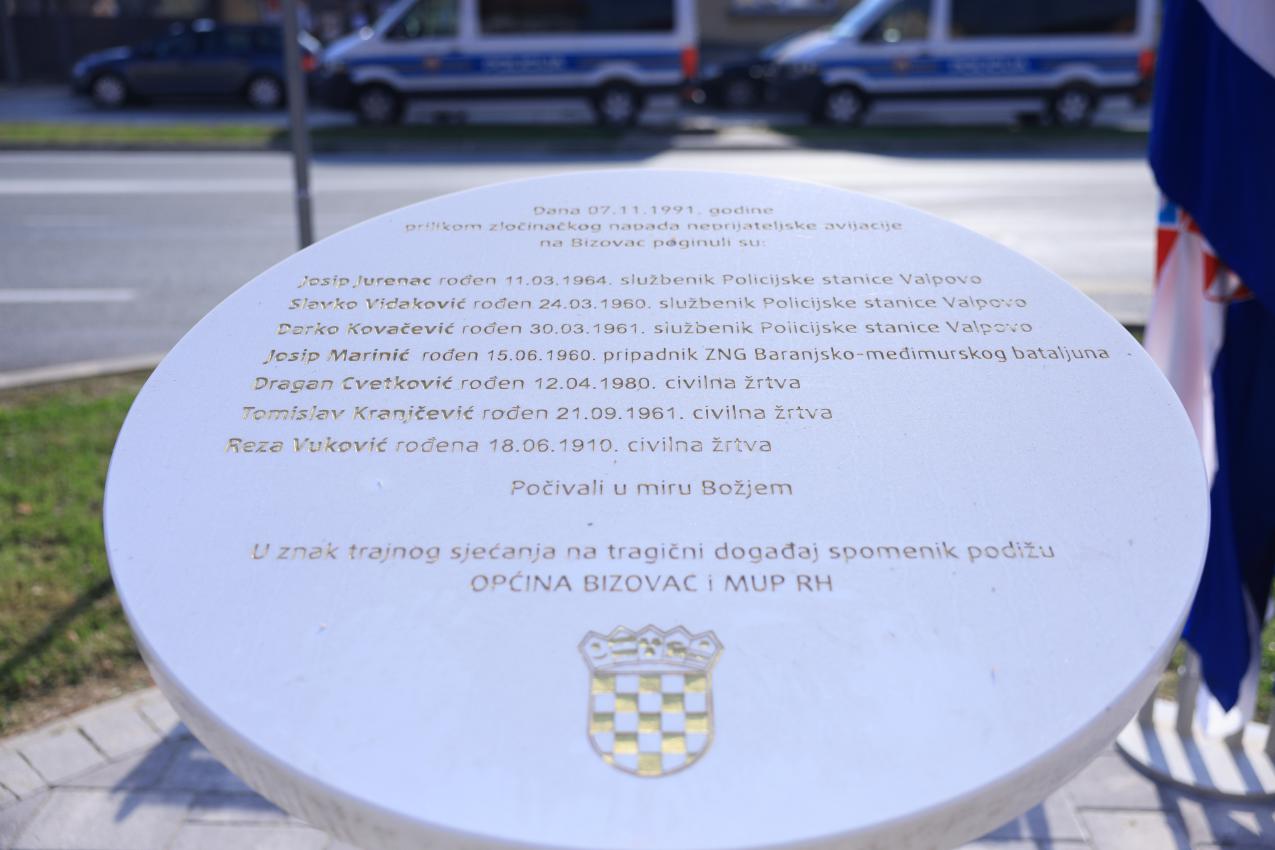 Dana 07.11.1991. godine
prilikom zločinačkog napada neprijateljske avijacije
na Bizovac poginuli su:
Josip Jurenac rođen 11.03.1964. službenik Policijske stanice Valpovo
Slavko Vidaković rođen 24.03.1960. službenik Policijske stanice Valpovo
Darko Kovačević rođen 30.03.1961. službenik Policijske stanice Valpovo
Josip Marinić rođen 15.06.1960. pripadnik ZNG Baranjsko-međimurskog bataljuna
Dragan Cvetković rođen 12.04.1980. civilna žrtva
Tomislav Kranjčević rođen 21.09.1961. civilna žrtva
Reza Vuković rođena 18.06.1910. civilna žrtva
Počivali u miru Božjem
U znak trajnog sjećanja na tragični događaj spomenik podižu
OPĆINA BIZOVAC i MUP RH